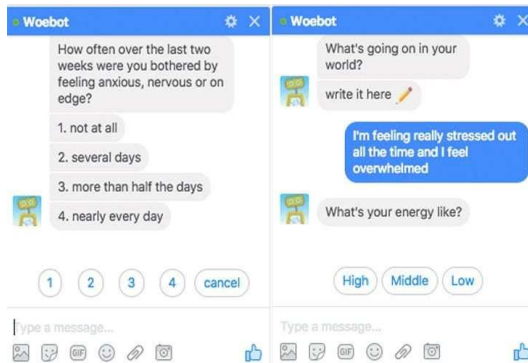 Woebot
How often over the last two
weeks were you bothered by
feeling anxious, nervous or on
edge?
1. not at all
2. several days
3. more than half the days
4. nearly every day
1 2 3 4 cancel
Type a message...
GIF
Woebot
What's going on in your
world?
write it here
I'm feeling really stressed out
all the time and I feel
overwhelmed
What's your energy like?
High Middle Low
Type a message...
GIF